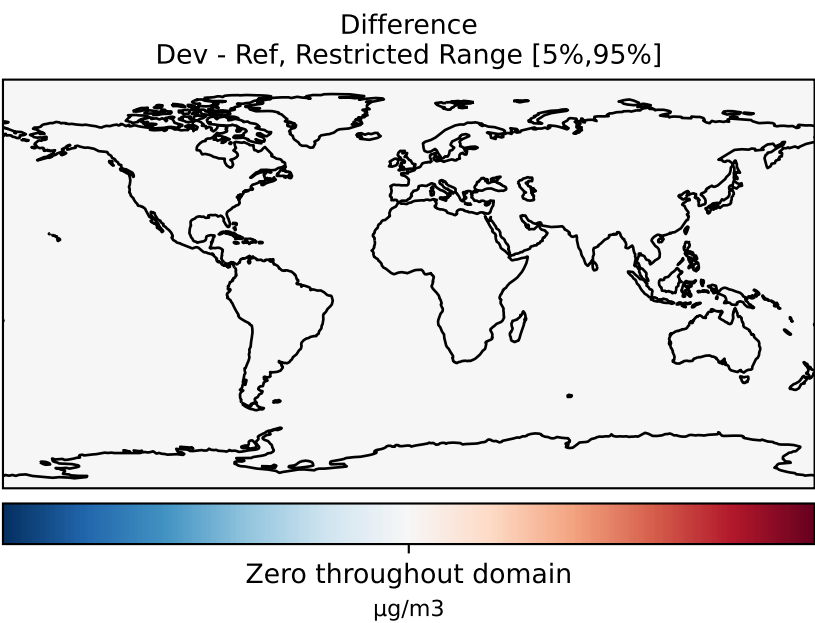 Difference
Dev - Ref, Restricted Range [5%,95%]
Zero throughout domain
μg/m3